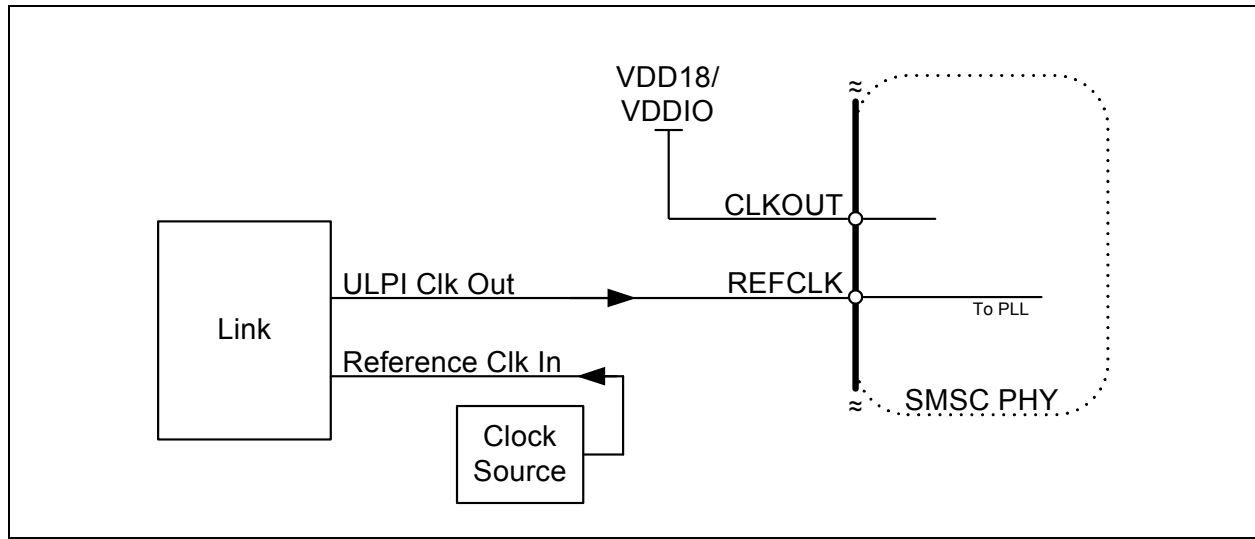 VDD18/
VDDIO
CLKOUT
ULPI Clk Out
REFCLK
To PLL
Link
Reference Clk In
SMSC PHY
Clock
Source